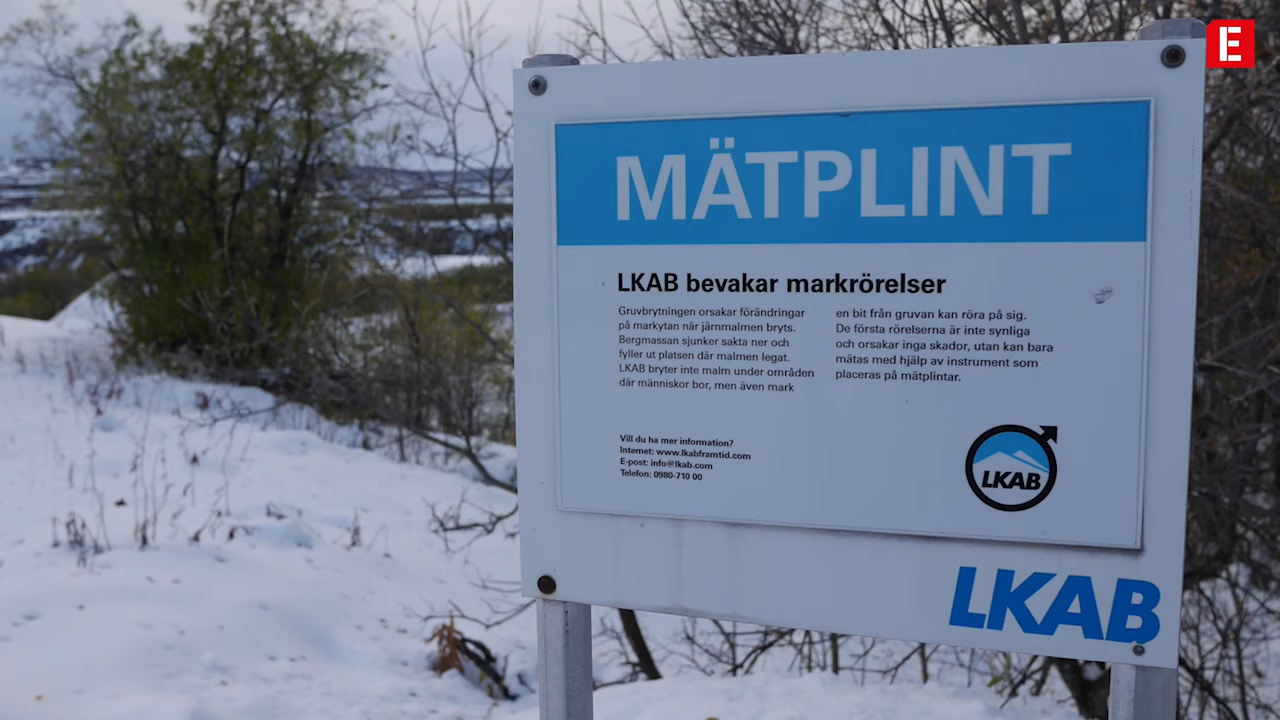 E
MÄTPLINT
LKAB bevakar markrörelser
Gruvbrytningen orsakar förändringar
på markytan när järnmalmen bryts.
Bergmassan sjunker sakta ner och
fyller ut platsen där malmen legat.
LKAB bryter inte malm under områden
där människor bor, men även mark
en bit från gruvan kan röra på sig.
De första rörelserna är inte synliga
och orsakar inga skador, utan kan bara
mätas med hjälp av instrument som
placeras på mätplintar.
Vill du ha mer information?
Internet: www.lkabframtid.com
E-post: info@lkab.com
Telefon: 0980-710 00
LKAB
LKAB